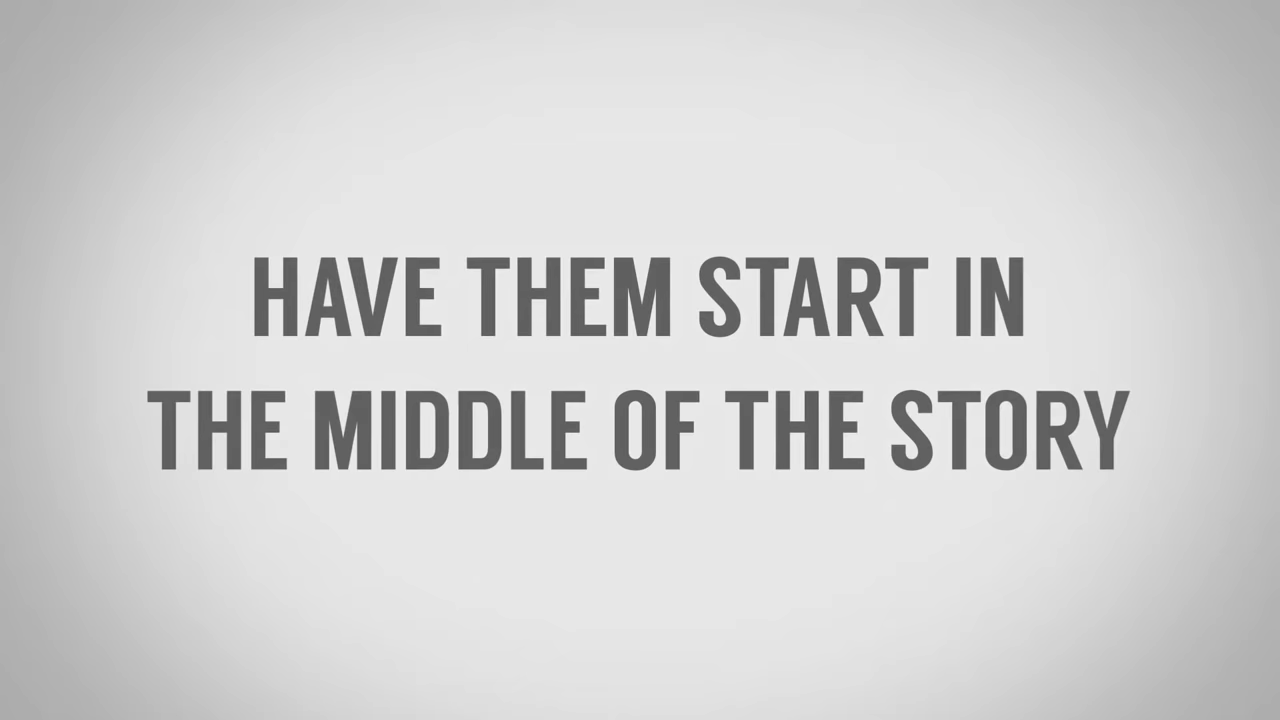 HAVE THEM START IN
THE MIDDLE OF THE STORY